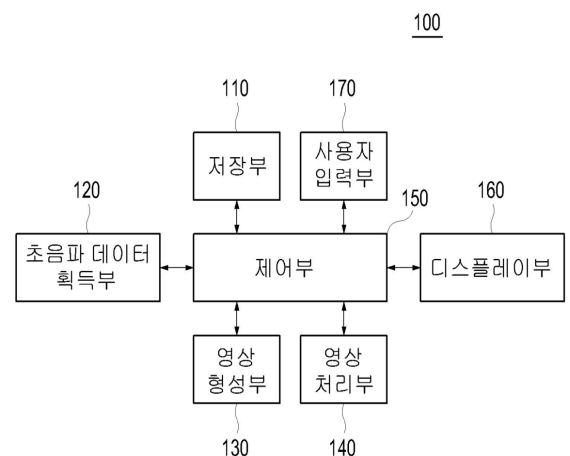 100
110
170
저장부
사용자
입력부
120
150
160
초음파 데이터
획득부
제어부
디스플레이부
영상
형성부
영상
처리부
130
140